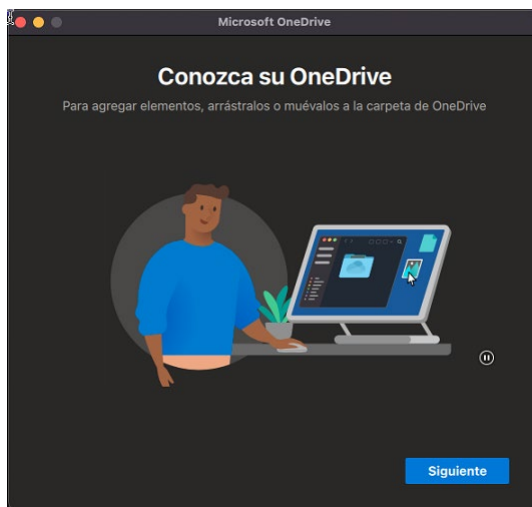 Microsoft OneDrive
Conozca su OneDrive
Para agregar elementos, arrástralos o muévalos a la carpeta de OneDrive
Siguiente